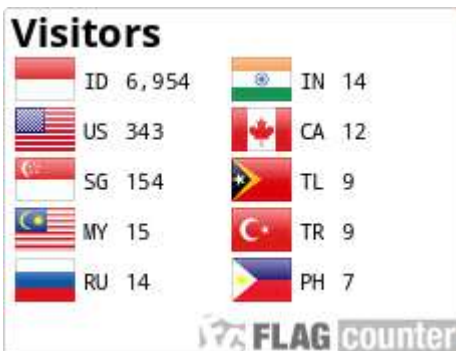 Visitors
ID 6,954
US 343
SG 154
MY 15
RU 14
IN 14
CA 12
TL 9
TR 9
PH 7
FLAG counter